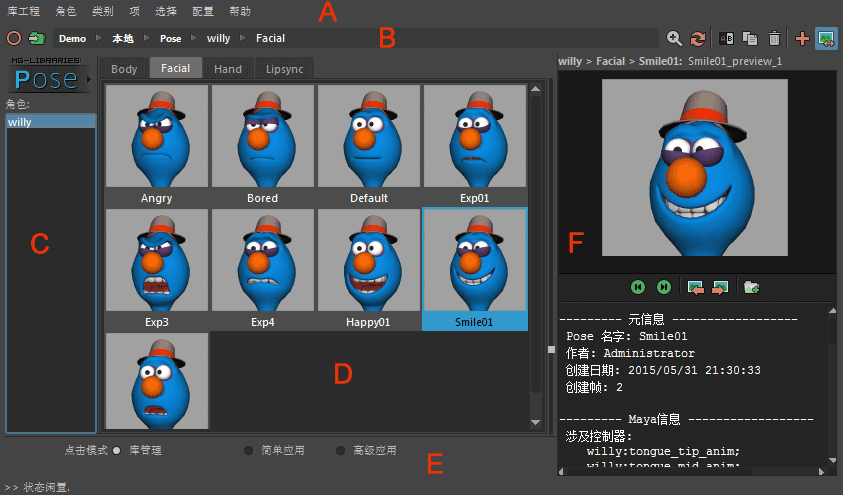 库工程 角色 类别 项 选择 配置 帮助 A
Demo 本地 Pose willy Facial B
MG-LIBRARIES:
Pose
Body Facial Hand Lipsync
willy > Facial > Smile01: Smile01_preview_1
角色:
willy
C
Angry Bored Default Exp01
Exp3 Exp4 Happy01 Smile01
D
F
--------- 元信息 ------------------
Pose 名字: Smile01
作者: Administrator
创建日期: 2015/05/31 21:30:33
创建帧: 2
--------- Maya信息 ------------------
涉及控制器:
willy:tongue_tip_anim;
willy:tongue_mid_anim;
点击模式 库管理 简单应用 高级应用
E
>> 状态闲置.